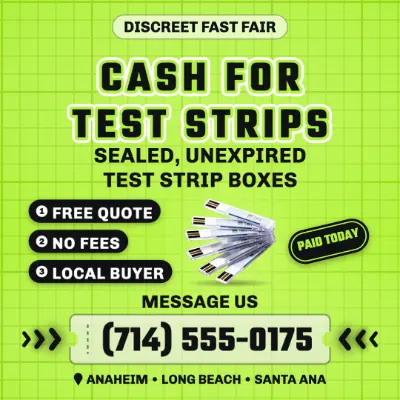 DISCREET FAST FAIR
CASH FOR
TEST STRIPS
SEALED, UNEXPIRED
TEST STRIP BOXES
1 FREE QUOTE
2 NO FEES
3 LOCAL BUYER
PAID TODAY
MESSAGE US
(714) 555-0175
ANAHEIM • LONG BEACH • SANTA ANA